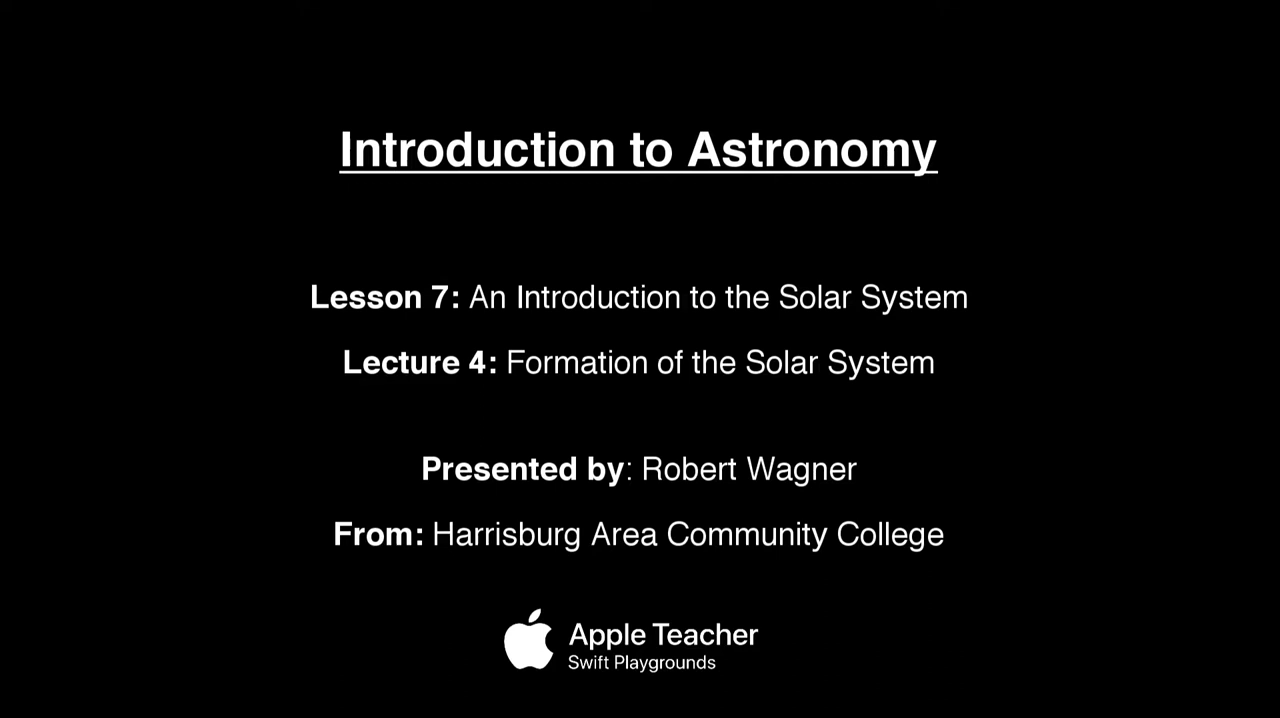 Introduction to Astronomy
Lesson 7: An Introduction to the Solar System
Lecture 4: Formation of the Solar System
Presented by: Robert Wagner
From: Harrisburg Area Community College
Apple Teacher
Swift Playgrounds